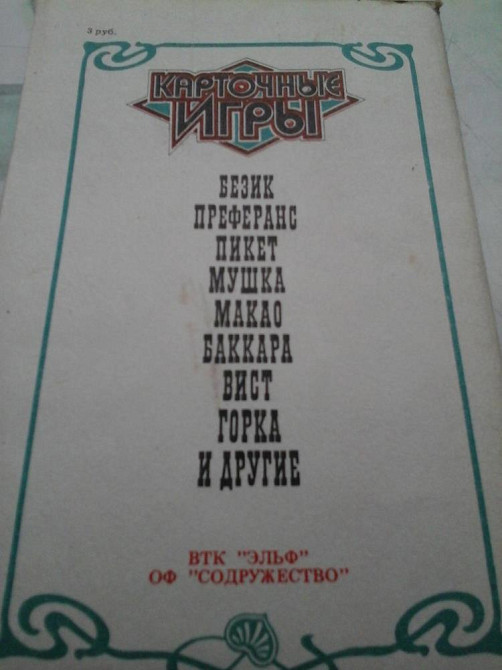 3 руб.
КАРТОЧНЫЕ
ИГРЫ
БЕЗИК
ПРЕФЕРАНС
ПИКЕТ
МУШКА
МАКАО
БАККАРА
ВИСТ
ГОРКА
И ДРУГИЕ
ВТК "ЭЛЬФ"
ОФ "СОДРУЖЕСТВО"